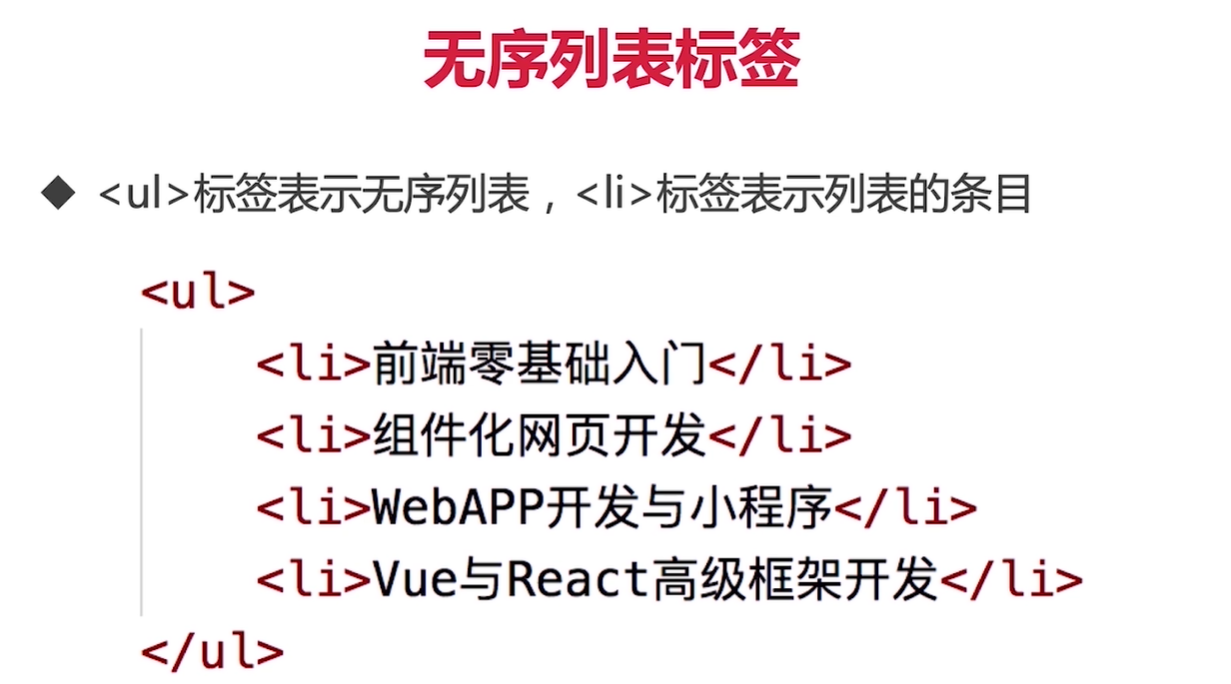 无序列表标签
◆ <ul>标签表示无序列表，<li>标签表示列表的条目
<ul>
<li>前端零基础入门</li>
<li>组件化网页开发</li>
<li>WebAPP开发与小程序</li>
<li>Vue与React高级框架开发</li>
</ul>